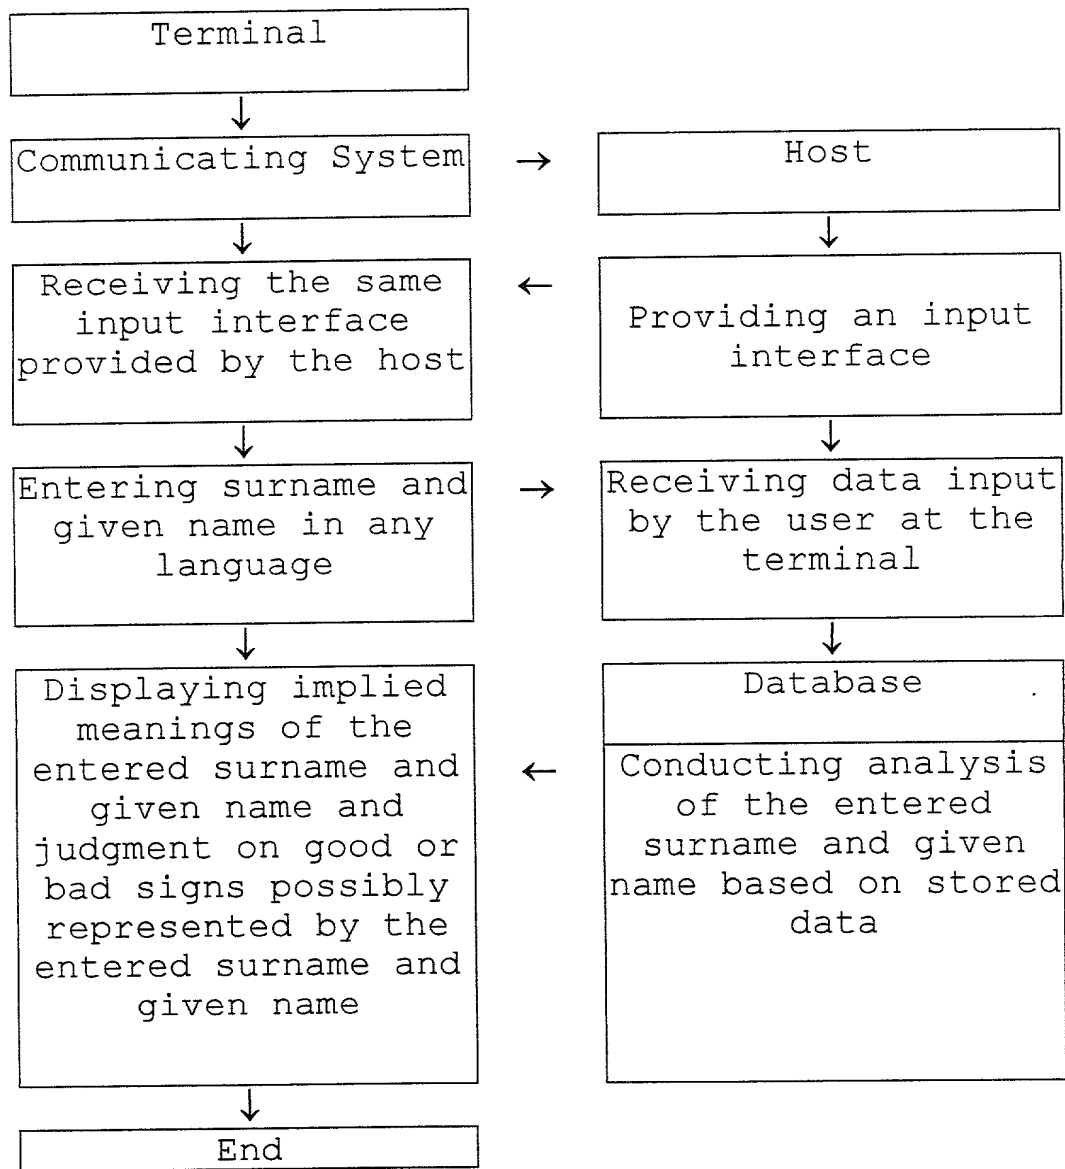 Terminal
Communicating System
→
Host
Receiving the same
input interface
provided by the host
←
Providing an input
interface
Entering surname and
given name in any
language
→
Receiving data input
by the user at the
terminal
Displaying implied
meanings of the
entered surname and
given name and
judgment on good or
bad signs possibly
represented by the
entered surname and
given name
←
Database
Conducting analysis
of the entered
surname and given
name based on stored
data
End